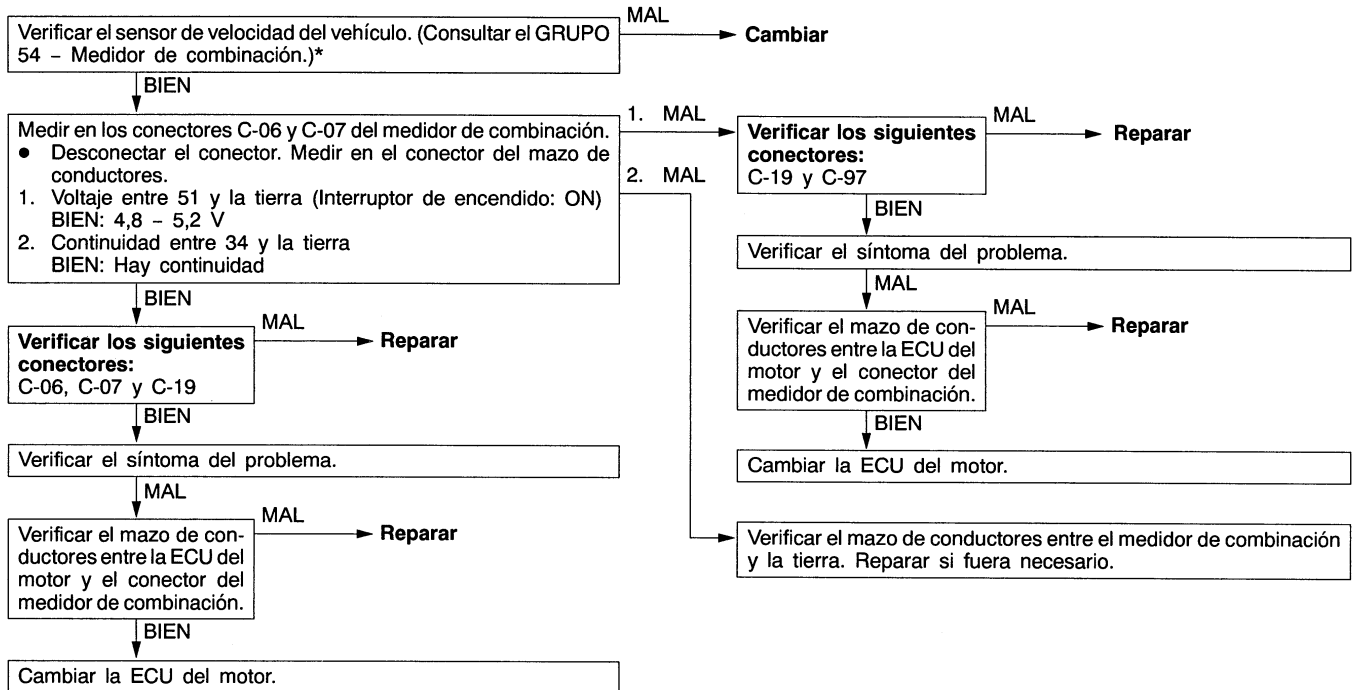 Verificar el sensor de velocidad del vehículo. (Consultar el GRUPO
54 – Medidor de combinación.)*
MAL
Cambiar
BIEN
Medir en los conectores C-06 y C-07 del medidor de combinación.
● Desconectar el conector. Medir en el conector del mazo de
conductores.
1. Voltaje entre 51 y la tierra (Interruptor de encendido: ON)
BIEN: 4,8 – 5,2 V
2. Continuidad entre 34 y la tierra
BIEN: Hay continuidad
1. MAL
2. MAL
Verificar los siguientes
conectores:
C-19 y C-97
MAL
Reparar
BIEN
Verificar el síntoma del problema.
MAL
Verificar el mazo de con-
ductores entre la ECU del
motor y el conector del
medidor de combinación.
MAL
Reparar
BIEN
Cambiar la ECU del motor.
Verificar el mazo de conductores entre el medidor de combinación
y la tierra. Reparar si fuera necesario.
BIEN
Verificar los siguientes
conectores:
C-06, C-07 y C-19
MAL
Reparar
BIEN
Verificar el síntoma del problema.
MAL
Verificar el mazo de con-
ductores entre la ECU del
motor y el conector del
medidor de combinación.
MAL
Reparar
BIEN
Cambiar la ECU del motor.